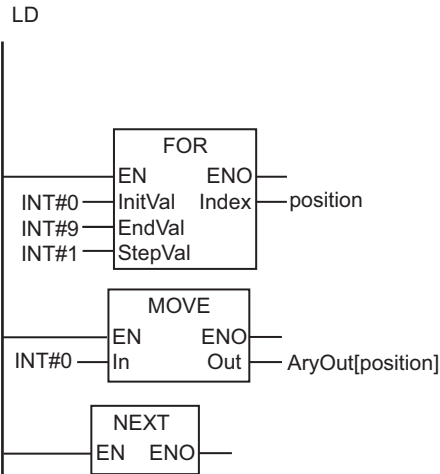 LD
FOR
EN ENO
INT#0 InitVal Index position
INT#9 EndVal
INT#1 StepVal
MOVE
EN ENO
INT#0 In Out AryOut[position]
NEXT
EN ENO